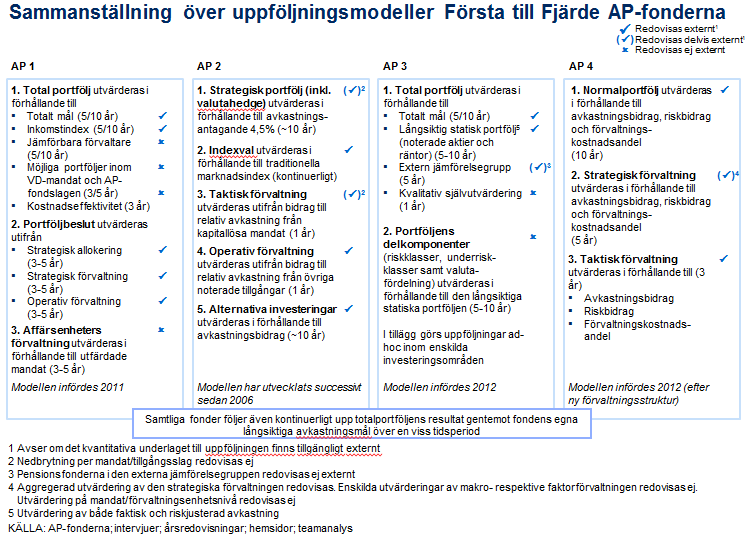 Sammanställning över uppföljningsmodeller Första till Fjärde AP-fonderna
✓ Redovisas externt¹
(✓) Redovisas delvis externt¹
× Redovisas ej externt
AP 1
1. Total portfölj utvärderas i
förhållande till
▪ Totalt mål (5/10 år) ✓
▪ Inkomstindex (5/10 år) ✓
▪ Jämförbara förvaltare ×
(5/10 år)
▪ Möjliga portföljer inom ×
VD-mandat och AP-
fondslagen (3/5 år) ×
▪ Kostnadseffektivitet (3 år)
2. Portföljbeslut utvärderas
utifrån
▪ Strategisk allokering ✓
(3-5 år)
▪ Strategisk förvaltning ✓
(3-5 år)
▪ Operativ förvaltning ✓
(3-5 år)
3. Affärsenheters ×
förvaltning utvärderas i
förhållande till utfärdade
mandat (3–5 år)
Modellen infördes 2011
AP 2
1. Strategisk portfölj (inkl. (✓)²
valutahedge) utvärderas i
förhållande till avkastnings-
antagande 4,5% (~10 år)
2. Indexval utvärderas i ✓
förhållande till traditionella
marknadsindex (kontinuerligt)
3. Taktisk förvaltning (✓)²
utvärderas utifrån bidrag till
relativ avkastning från
kapitallösa mandat (1 år)
4. Operativ förvaltning ✓
utvärderas utifrån bidrag till
relativ avkastning från övriga
noterade tillgångar (1 år)
5. Alternativa investeringar ✓
utvärderas i förhållande till
avkastningsbidrag (~10 år)
Modellen har utvecklats successivt
sedan 2006
AP 3
1. Total portfölj utvärderas i
förhållande till
▪ Totalt mål (5/10 år) ✓
▪ Långsiktig statisk portfölj⁵ ✓
(noterade aktier och
räntor) (5-10 år)
▪ Extern jämförelsegrupp (✓)³
(5 år)
▪ Kvalitativ självutvärdering ×
(1 år)
2. Portföljens ×
delkomponenter
(riskklasser, underrisk-
klasser samt valuta-
fördelning) utvärderas i
förhållande till den långsiktiga
statiska portföljen (5-10 år)
I tillägg görs uppföljningar ad-
hoc inom enskilda
investeringsområden
Modellen infördes 2012
AP 4
1. Normalportfölj utvärderas ✓
i förhållande till
avkastningsbidrag, riskbidrag
och förvaltnings-
kostnadsandel
(10 år)
2. Strategisk förvaltning (✓)⁴
utvärderas i förhållande till
avkastningsbidrag, riskbidrag
och förvaltnings-
kostnadsandel
(5 år)
3. Taktisk förvaltning ✓
utvärderas i förhållande till (3
år)
▪ Avkastningsbidrag
▪ Riskbidrag
▪ Förvaltningskostnads-
andel
Modellen infördes 2012 (efter
ny förvaltningsstruktur)
Samtliga fonder följer även kontinuerligt upp totalportföljens resultat gentemot fondens egna
långsiktiga avkastningsmål över en viss tidsperiod
1 Avser om det kvantitativa underlaget till uppföljningen finns tillgängligt externt
2 Nedbrytning per mandat/tillgångsslag redovisas ej
3 Pensionsfonderna i den externa jämförelsegruppen redovisas ej externt
4 Aggregerad utvärdering av den strategiska förvaltningen redovisas. Enskilda utvärderingar av makro- respektive faktorförvaltningen redovisas ej.
Utvärdering på mandat/förvaltningsenhetsnivå redovisas ej
5 Utvärdering av både faktisk och riskjusterad avkastning
KÄLLA: AP-fonderna; intervjuer; årsredovisningar; hemsidor; teamanalys